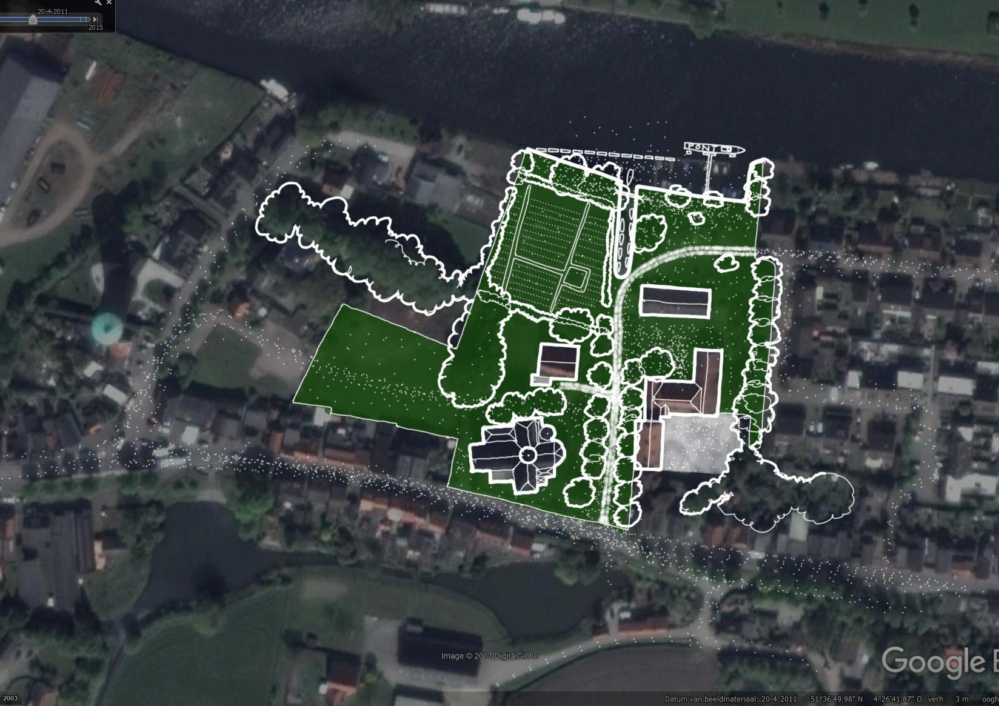 20-4-2011
2015
PONT
Image © 2017 DigitalGlobe
Google E
2003
Datum van beeldmateriaal: 20-4-2011 51°36'49.98" N 4°26'41.87" O verh 3 m oogh